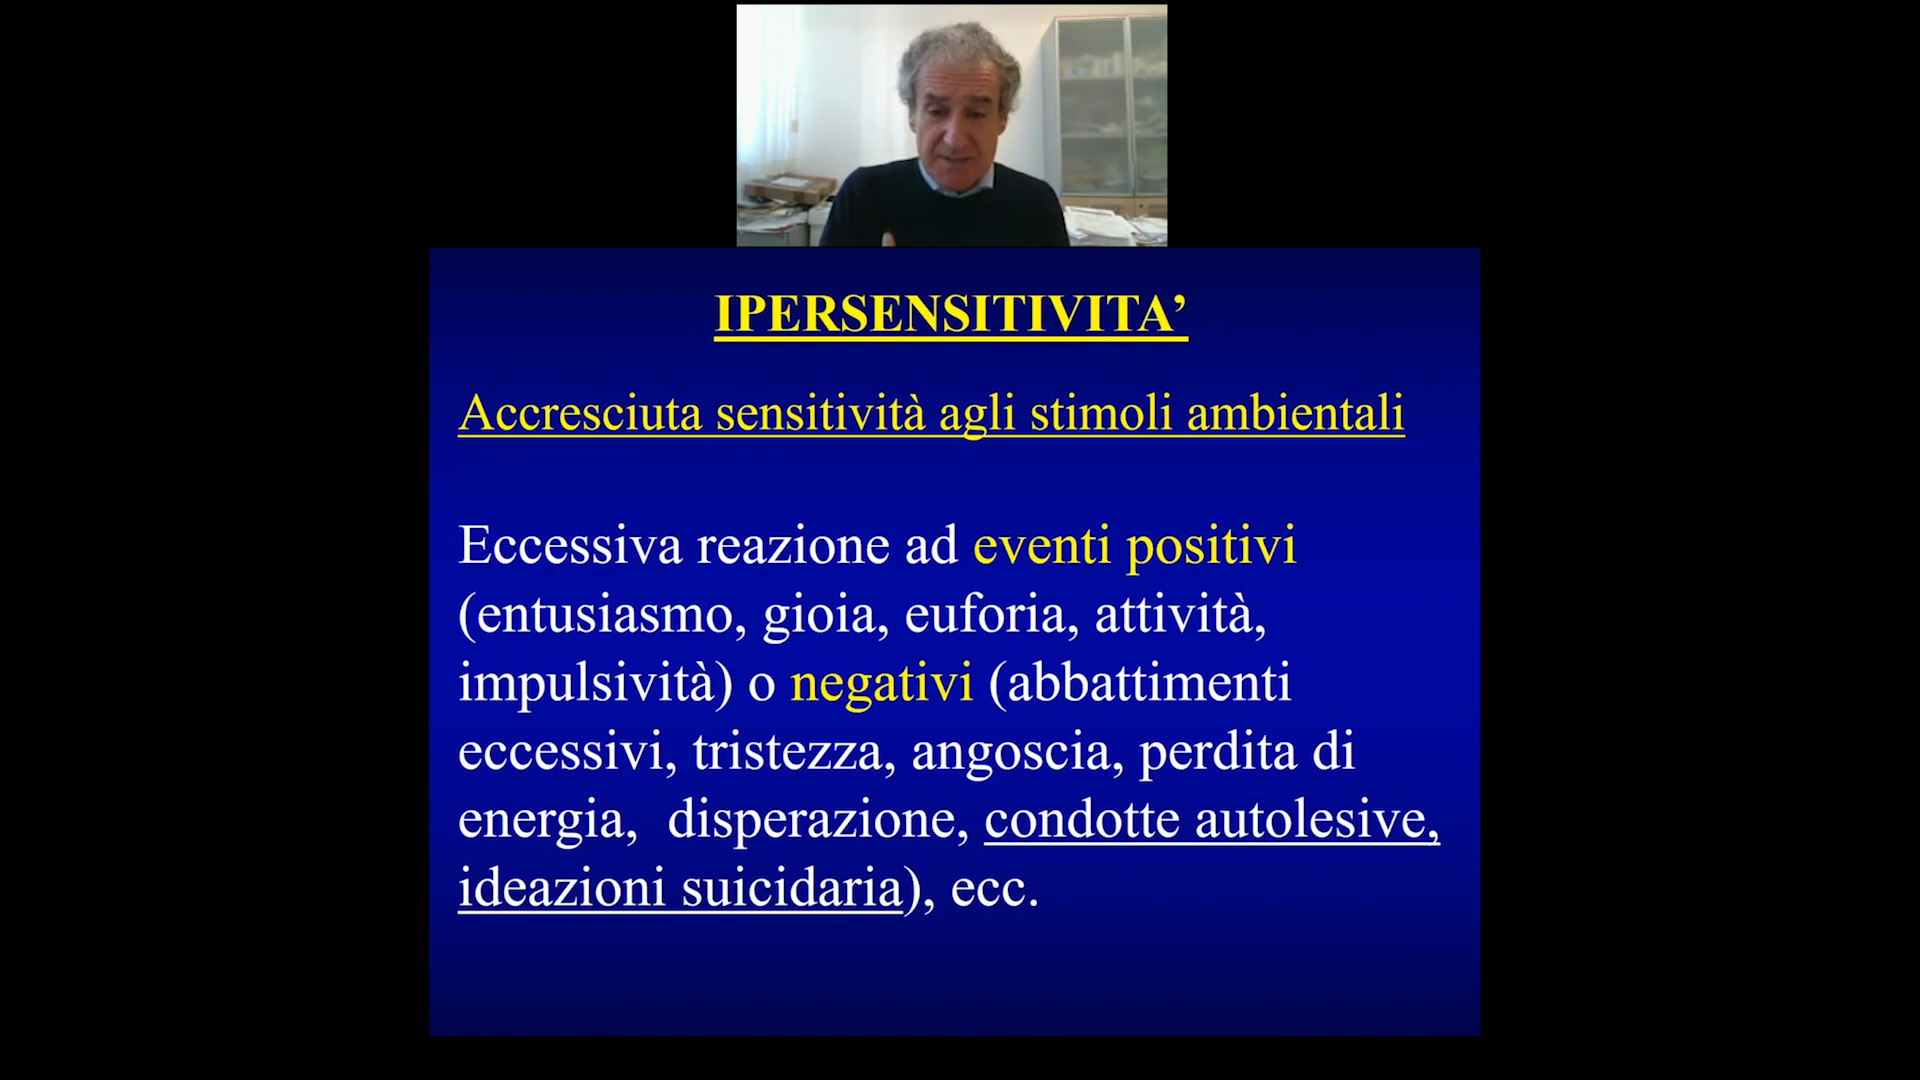 IPERSENSITIVITA’
Accresciuta sensitività agli stimoli ambientali
Eccessiva reazione ad eventi positivi
(entusiasmo, gioia, euforia, attività,
impulsività) o negativi (abbattimenti
eccessivi, tristezza, angoscia, perdita di
energia,  disperazione, condotte autolesive,
ideazioni suicidaria), ecc.